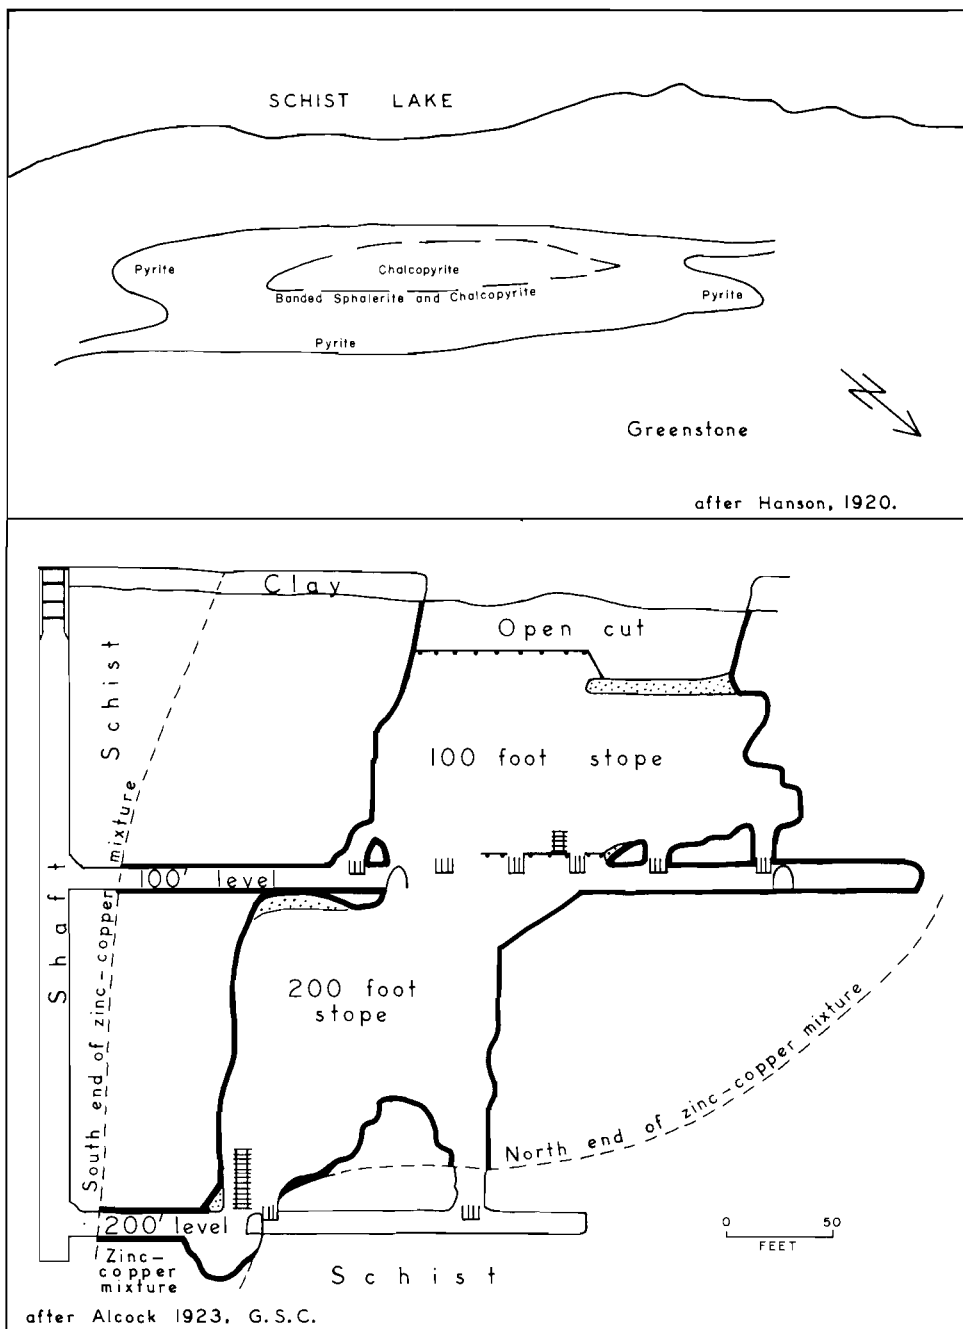 SCHIST LAKE
Pyrite
Chalcopyrite
Banded Sphalerite and Chalcopyrite
Pyrite
Pyrite
Greenstone
after Hanson, 1920.
Clay
Open cut
Schist
100 foot stope
mixture
100' level
Shaft
South end of zinc-copper
200 foot
stope
North end of zinc-copper mixture
200' level
Zinc-
copper
mixture
Schist
0 50
FEET
after Alcock 1923, G.S.C.